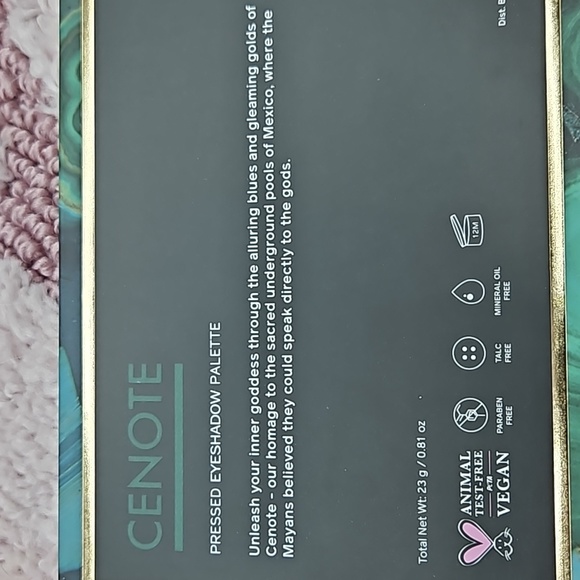 CENOTE
PRESSED EYESHADOW PALETTE
Unleash your inner goddess through the alluring blues and gleaming golds of
Cenote - our homage to the sacred underground pools of Mexico, where the
Mayans believed they could speak directly to the gods.
Total Net Wt: 23 g / 0.81 oz
ANIMAL
TEST-FREE
PeTA
VEGAN
PARABEN
FREE
TALC
FREE
MINERAL OIL
FREE
12M
Dist.